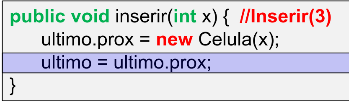 public void inserir(int x) { //Inserir(3)
ultimo.prox = new Celula(x);
ultimo = ultimo.prox;
}